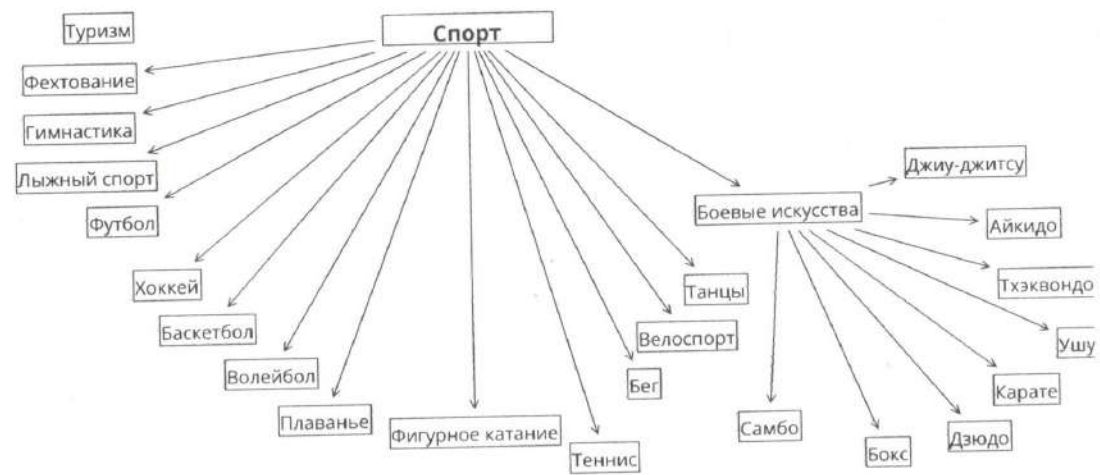 Спорт
Туризм
Фехтование
Гимнастика
Лыжный спорт
Футбол
Хоккей
Баскетбол
Волейбол
Плаванье
Фигурное катание
Теннис
Бег
Велоспорт
Танцы
Боевые искусства
Джиу-джитсу
Айкидо
Тхэквондо
Ушу
Карате
Дзюдо
Бокс
Самбо